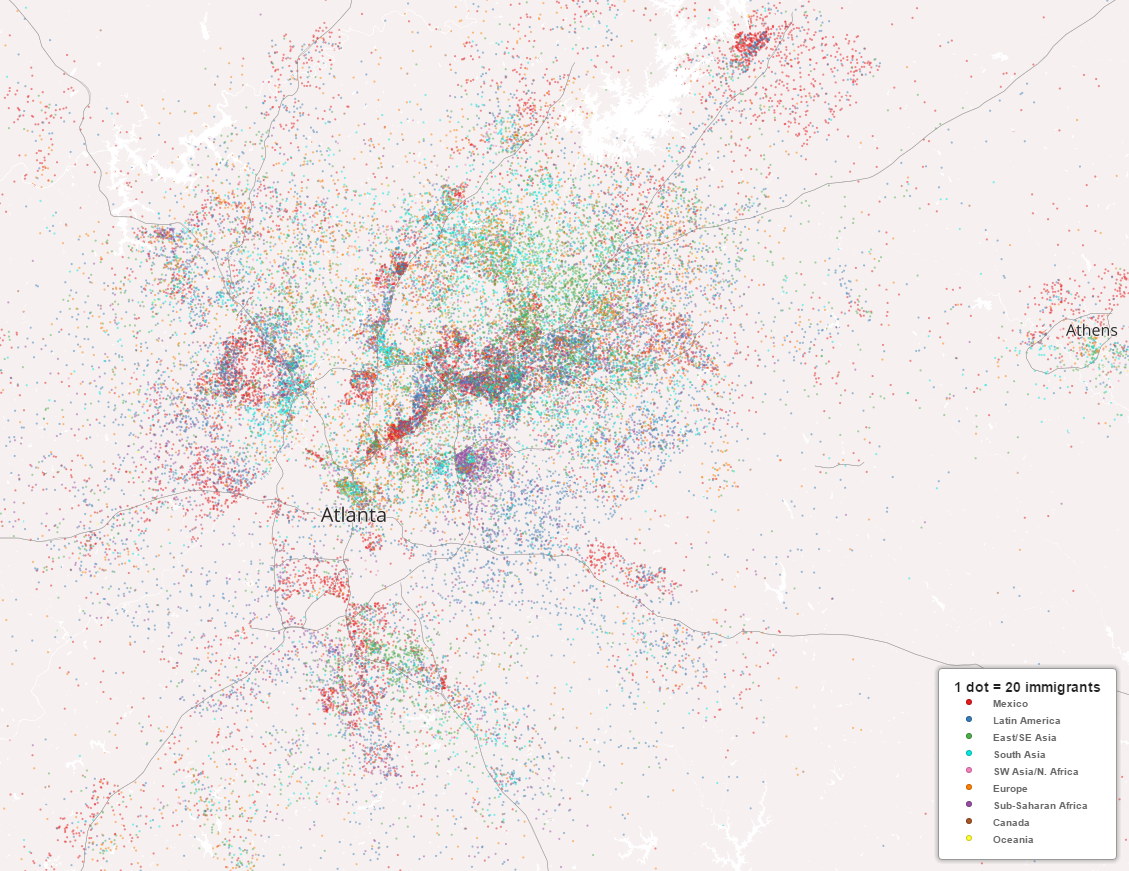 Athens
Atlanta
1 dot = 20 immigrants
Mexico
Latin America
East/SE Asia
South Asia
SW Asia/N. Africa
Europe
Sub-Saharan Africa
Canada
Oceania